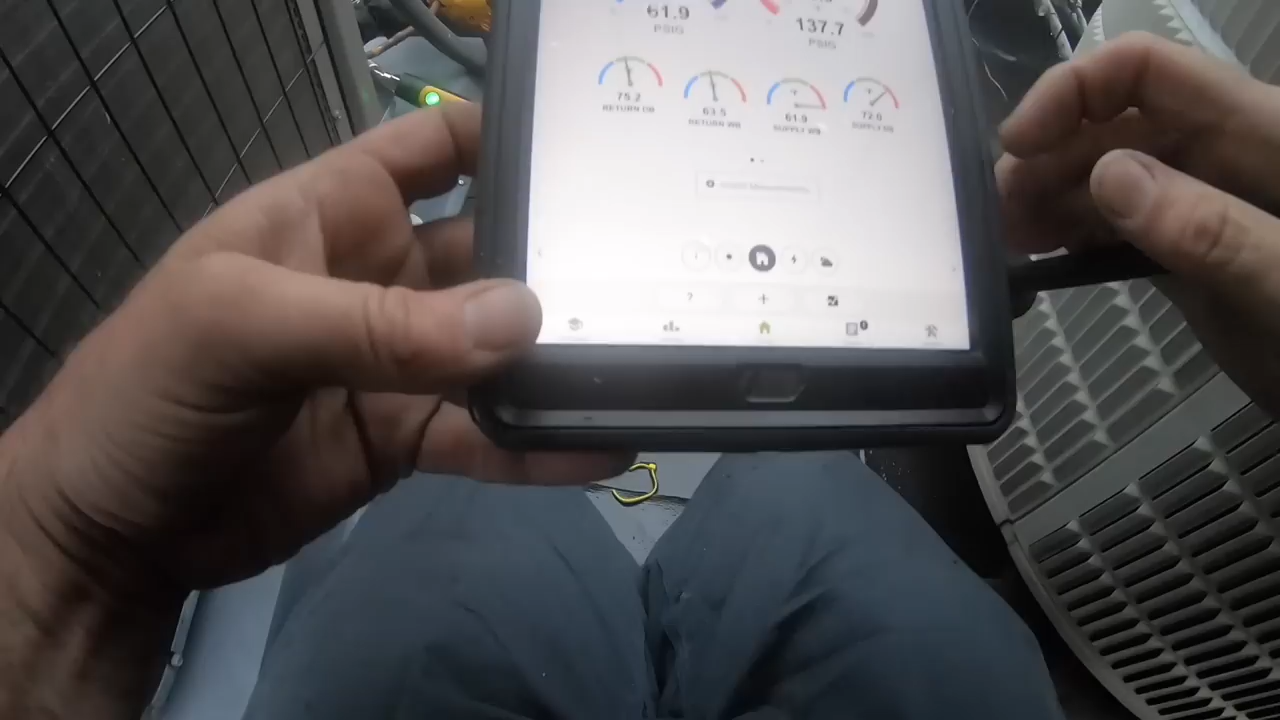 61.9
PSIG
137.7
PSIG
75.2
RETURN DB
63.5
RETURN WB
61.9
SUPPLY WB
72.6
SUPPLY DB
?
+